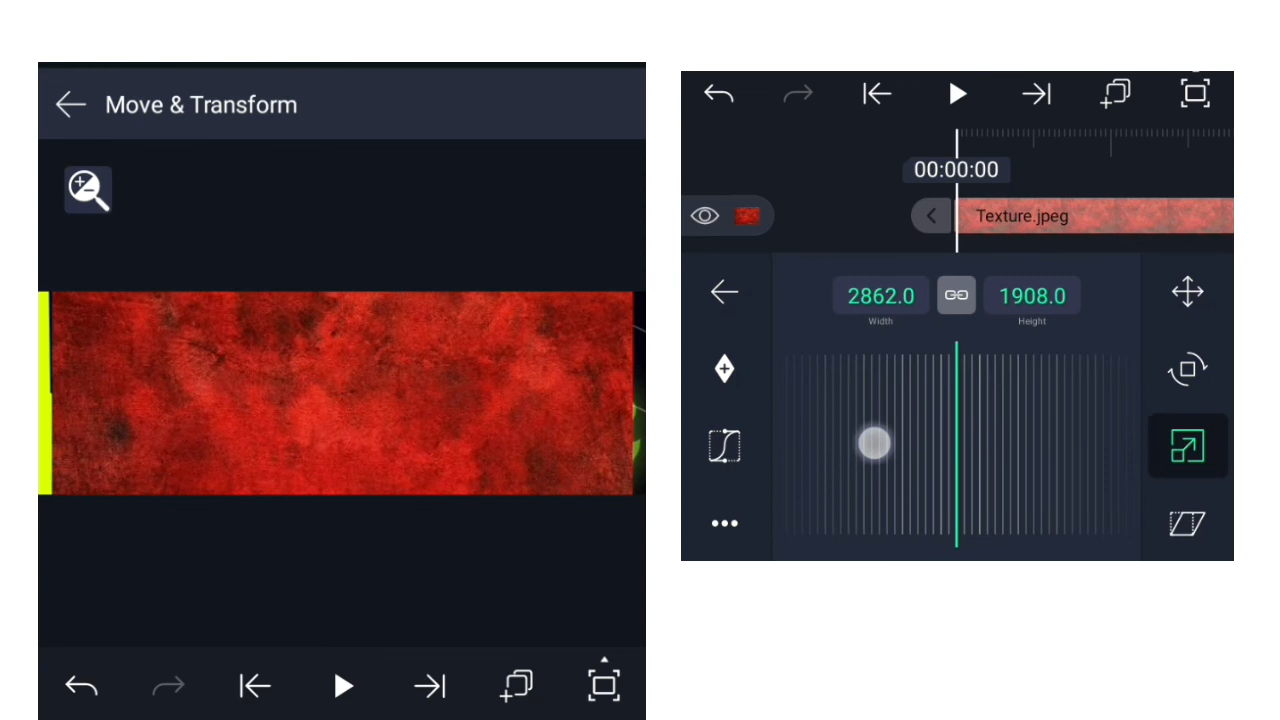 Move & Transform
00:00:00
Texture.jpeg
2862.0
1908.0
Width
Height